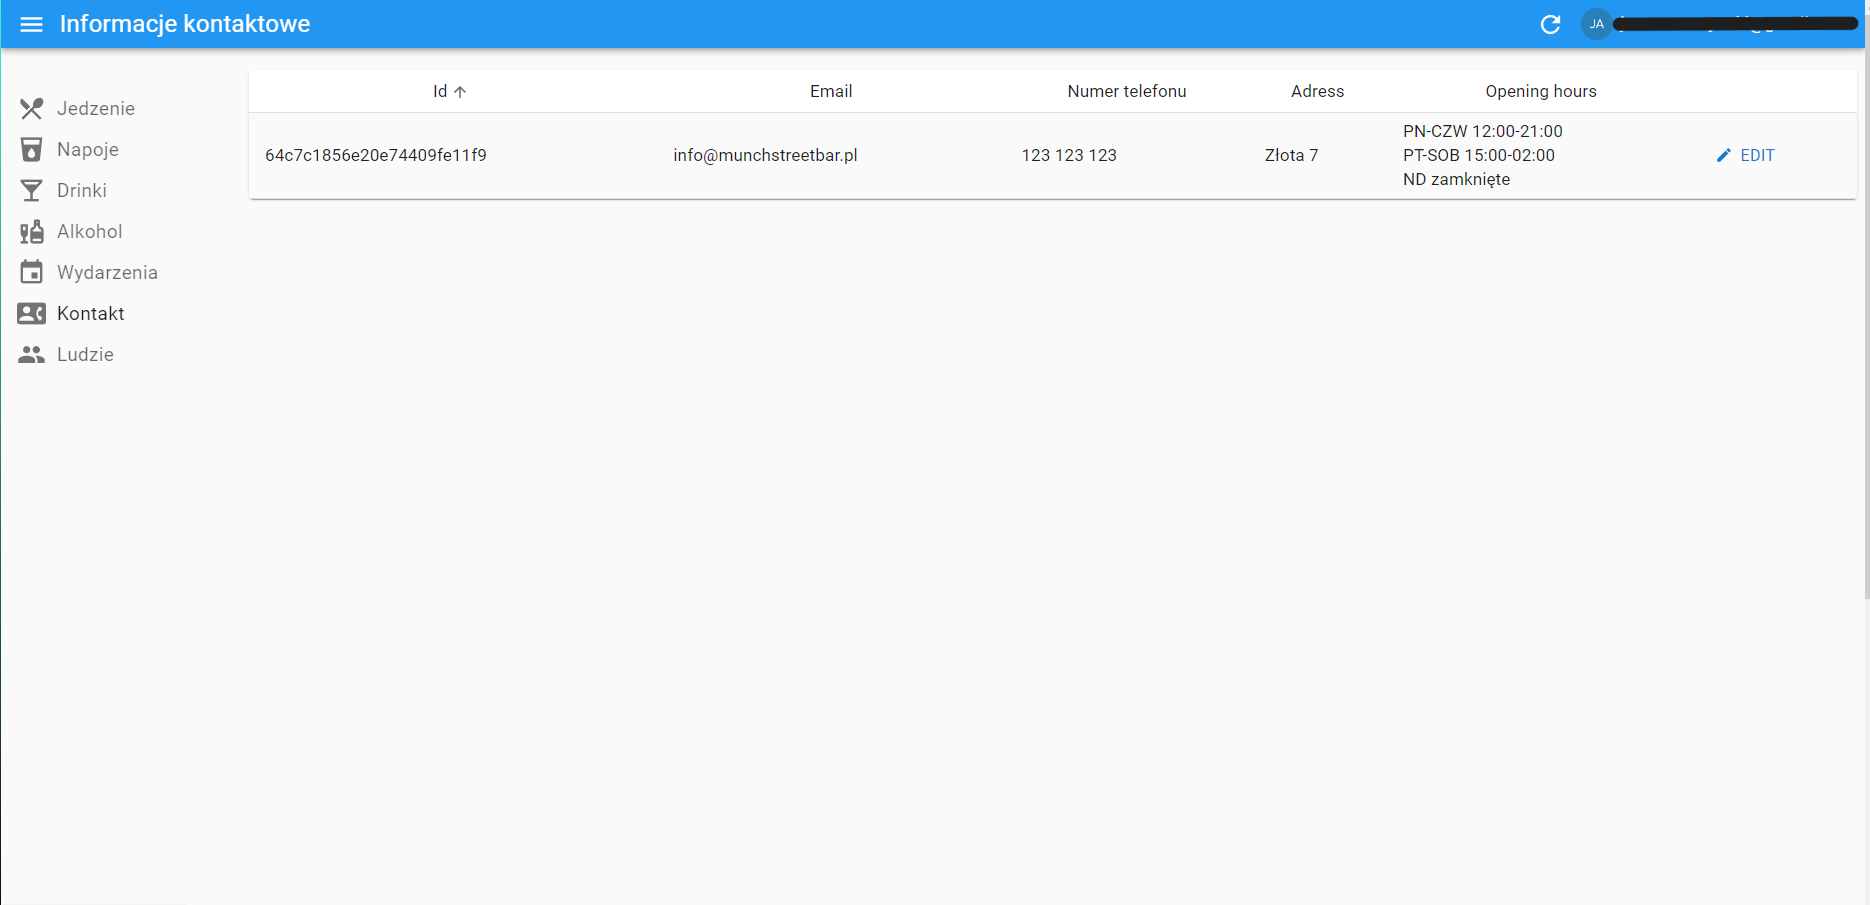 Informacje kontaktowe
JA
Jedzenie
Napoje
Drinki
Alkohol
Wydarzenia
Kontakt
Ludzie
Id Email Numer telefonu Adress Opening hours
64c7c1856e20e74409fe11f9 info@munchstreetbar.pl 123 123 123 Złota 7
PN-CZW 12:00-21:00
PT-SOB 15:00-02:00
ND zamknięte
EDIT